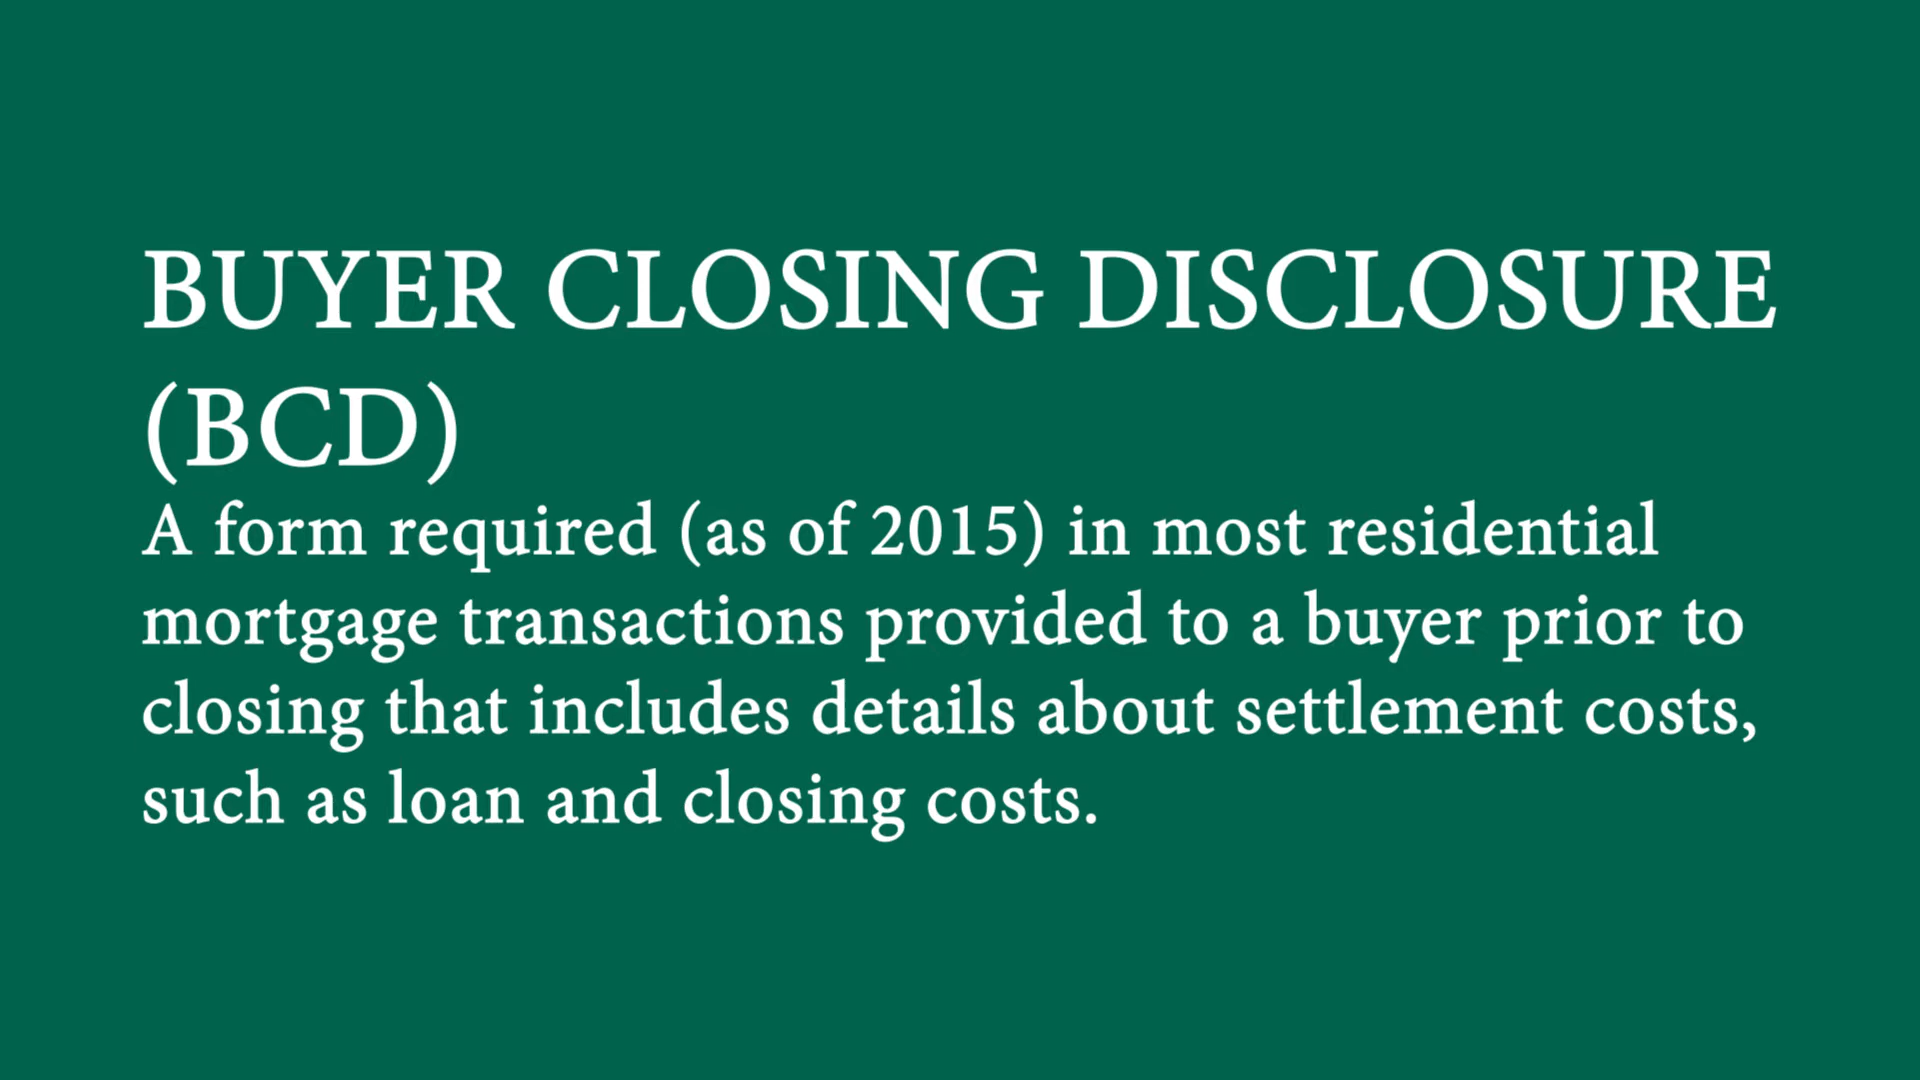 BUYER CLOSING DISCLOSURE
(BCD)
A form required (as of 2015) in most residential
mortgage transactions provided to a buyer prior to
closing that includes details about settlement costs,
such as loan and closing costs.